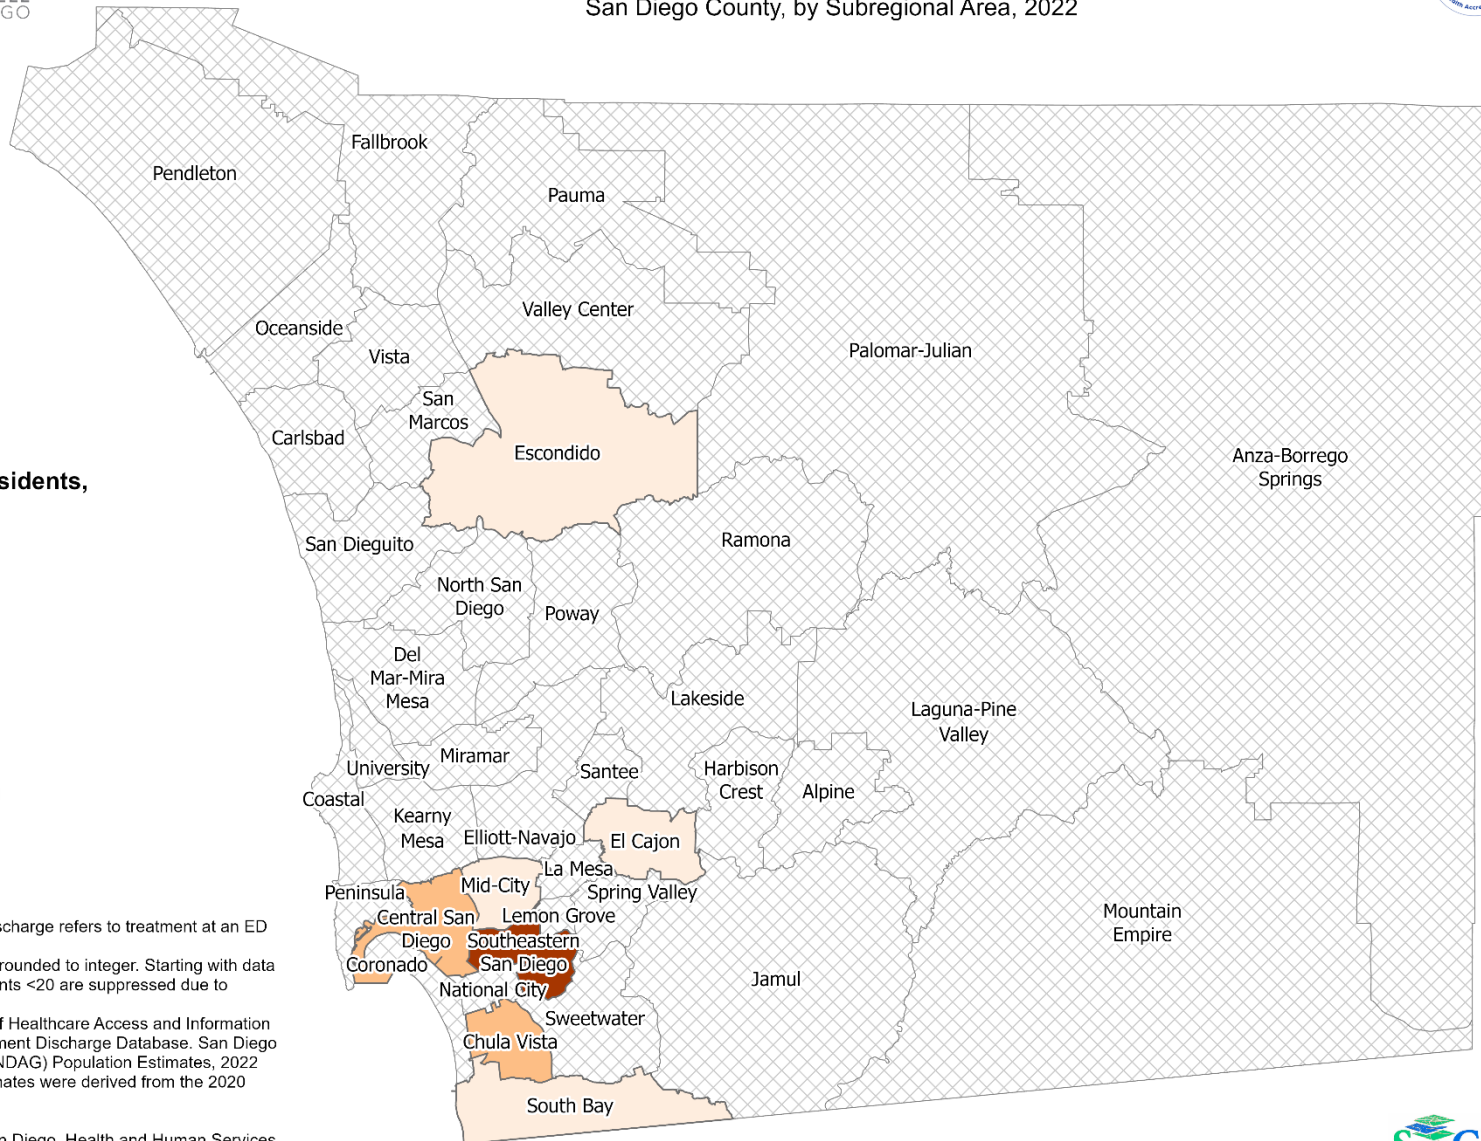 GO
San Diego County, by Subregional Area, 2022
Fallbrook
Pendleton
Pauma
Valley Center
Oceanside
Vista
Palomar-Julian
San
Marcos
Carlsbad
Escondido
Anza-Borrego
Springs
sidents,
San Dieguito
Ramona
North San
Diego
Poway
Del
Mar-Mira
Mesa
Lakeside
Laguna-Pine
Valley
University
Miramar
Santee
Harbison
Crest
Alpine
Coastal
Kearny
Mesa
Elliott-Navajo
El Cajon
La Mesa
Peninsula
Mid-City
Spring Valley
Central San
Diego
Lemon Grove
Mountain
Empire
Southeastern
San Diego
Coronado
Jamul
National City
Sweetwater
Chula Vista
South Bay
scharge refers to treatment at an ED
rounded to integer. Starting with data
nts <20 are suppressed due to
f Healthcare Access and Information
ment Discharge Database. San Diego
NDAG) Population Estimates, 2022
mates were derived from the 2020
n Diego, Health and Human Services